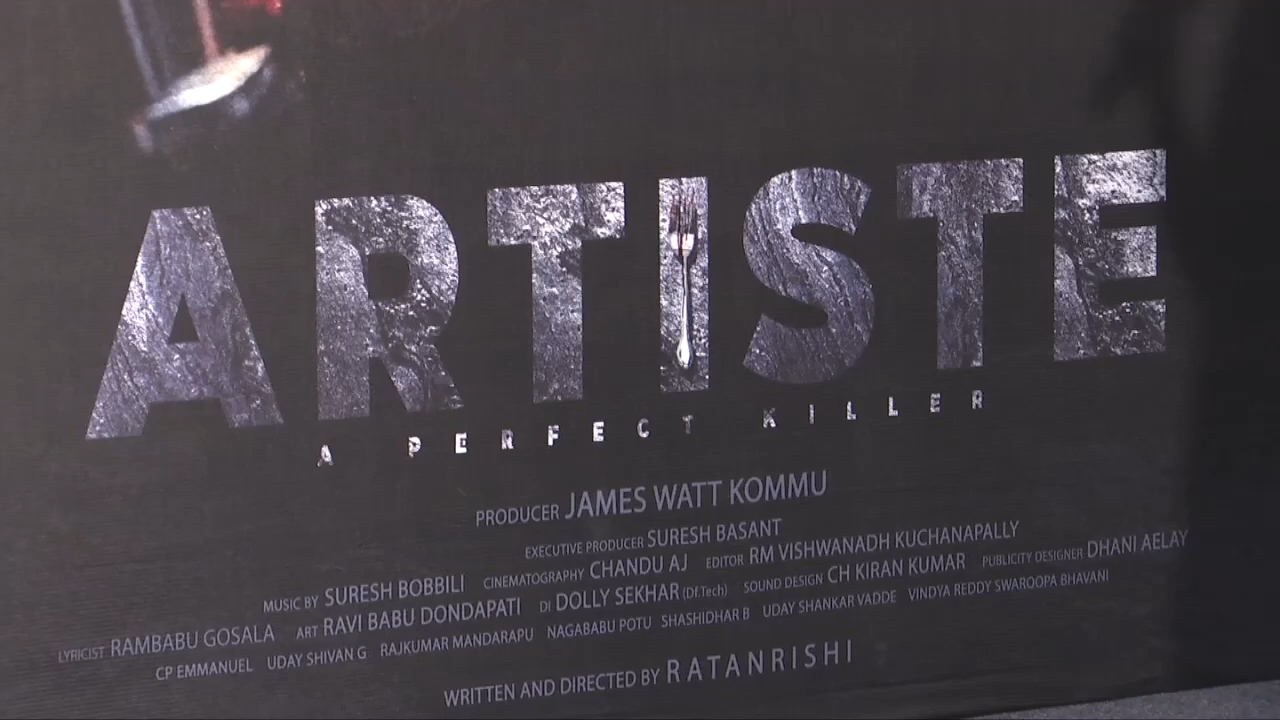 ARTISTE
A PERFECT KILLER
PRODUCER JAMES WATT KOMMU
EXECUTIVE PRODUCER SURESH BASANT
MUSIC BY SURESH BOBBILI CINEMATOGRAPHY CHANDU AJ EDITOR RM VISHWANADH KUCHANAPALLY
LYRICIST RAMBABU GOSALA ART RAVI BABU DONDAPATI DI DOLLY SEKHAR (Df.Tech) SOUND DESIGN CH KIRAN KUMAR PUBLICITY DESIGNER DHANI AELAY
CP EMMANUEL UDAY SHIVAN G RAJKUMAR MANDARAPU NAGABABU POTU SHASHIDHAR B UDAY SHANKAR VADDE VINDYA REDDY SWAROOPA BHAVANI
WRITTEN AND DIRECTED BY RATANRISHI